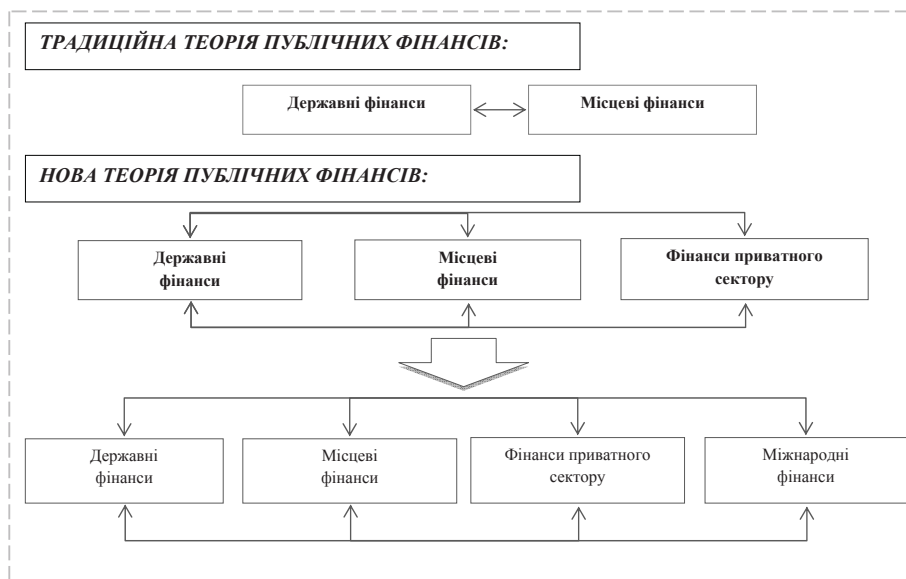 ТРАДИЦІЙНА ТЕОРІЯ ПУБЛІЧНИХ ФІНАНСІВ:
Державні фінанси
Місцеві фінанси
НОВА ТЕОРІЯ ПУБЛІЧНИХ ФІНАНСІВ:
Державні
фінанси
Місцеві
фінанси
Фінанси приватного
сектору
Державні
фінанси
Місцеві
фінанси
Фінанси приватного
сектору
Міжнародні
фінанси